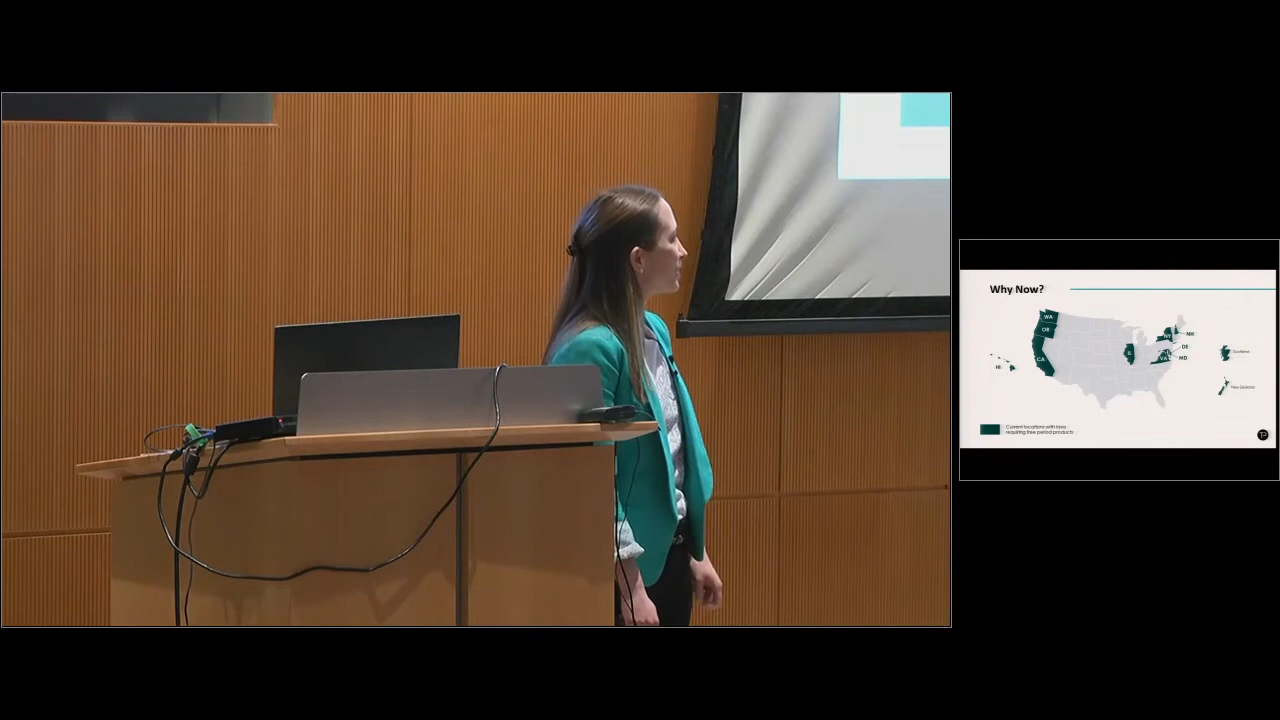 Why Now?
WA
OR
CA
HI
IL
NY
NH
DE
MD
VA
Scotland
New Zealand
Current locations with laws
requiring free period products